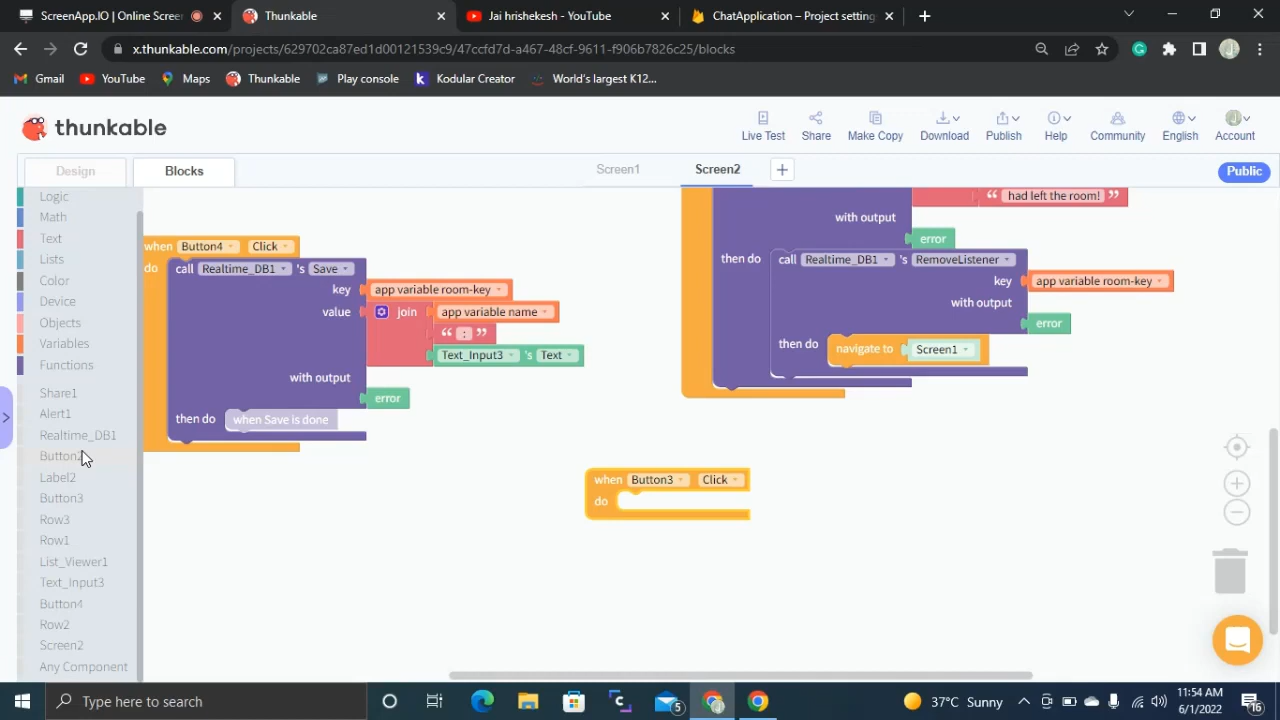 ScreenApp.IO | Online Screen
Thunkable
Jai hrishekesh - YouTube
ChatApplication – Project setting
x.thunkable.com/projects/629702ca87ed1d00121539c9/47ccfd7d-a467-48cf-9611-f906b7826c25/blocks
Gmail
YouTube
Maps
Thunkable
Play console
Kodular Creator
World's largest K12...
thunkable
Live Test
Share
Make Copy
Download
Publish
Help
Community
English
Account
Design
Blocks
Screen1
Screen2
Public
Logic
Math
Text
Lists
Color
Device
Objects
Variables
Functions
Share1
Alert1
Realtime_DB1
Button2
Label2
Button3
Row3
Row1
List_Viewer1
Text_Input3
Button4
Row2
Screen2
Any Component
when Button4 Click
do call Realtime_DB1 's Save
key app variable room-key
value join app variable name
“ : ”
Text_Input3 's Text
with output
error
then do when Save is done
“ had left the room! ”
with output
error
then do call Realtime_DB1 's RemoveListener
key app variable room-key
with output
error
then do navigate to Screen1
when Button3 Click
do
Type here to search
5
37°C Sunny
11:54 AM
6/1/2022
16